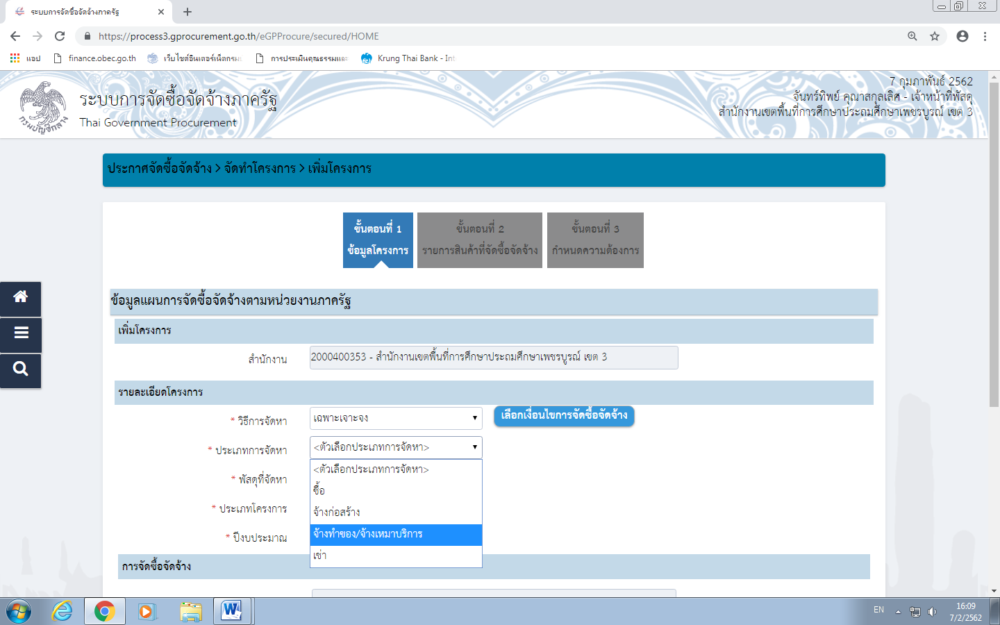 ระบบการจัดซื้อจัดจ้างภาครัฐ
https://process3.gprocurement.go.th/eGPProcure/secured/HOME
แอป
finance.obec.go.th
เว็บไซต์อินเตอร์เน็ตกรม
การประเมินคุณธรรมและ
Krung Thai Bank - Int
กรมบัญชีกลาง
ระบบการจัดซื้อจัดจ้างภาครัฐ
Thai Government Procurement
7 กุมภาพันธ์ 2562
จันทร์ทิพย์ คุณาสกุลเลิศ - เจ้าหน้าที่พัสดุ
สำนักงานเขตพื้นที่การศึกษาประถมศึกษาเพชรบูรณ์ เขต 3
ประกาศจัดซื้อจัดจ้าง > จัดทำโครงการ > เพิ่มโครงการ
ขั้นตอนที่ 1
ข้อมูลโครงการ
ขั้นตอนที่ 2
รายการสินค้าที่จัดซื้อจัดจ้าง
ขั้นตอนที่ 3
กำหนดความต้องการ
ข้อมูลแผนการจัดซื้อจัดจ้างตามหน่วยงานภาครัฐ
เพิ่มโครงการ
สำนักงาน
2000400353 - สำนักงานเขตพื้นที่การศึกษาประถมศึกษาเพชรบูรณ์ เขต 3
รายละเอียดโครงการ
* วิธีการจัดหา
เฉพาะเจาะจง
เลือกเงื่อนไขการจัดซื้อจัดจ้าง
* ประเภทการจัดหา
<ตัวเลือกประเภทการจัดหา>
<ตัวเลือกประเภทการจัดหา>
* พัสดุที่จัดหา
ซื้อ
* ประเภทโครงการ
จ้างก่อสร้าง
* ปีงบประมาณ
จ้างทำของ/จ้างเหมาบริการ
เช่า
การจัดซื้อจัดจ้าง
EN
16:09
7/2/2562